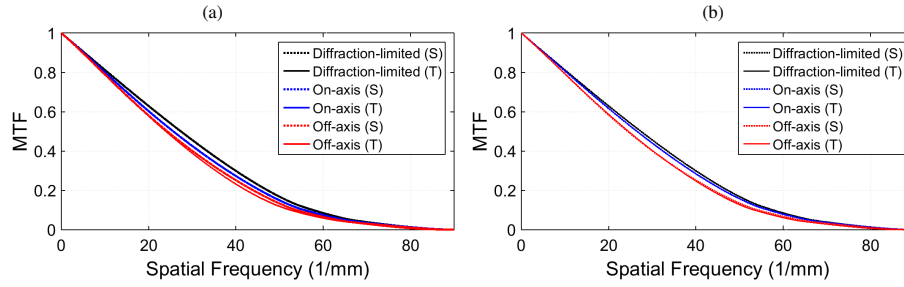 (a)
MTF
1
0.8
0.6
0.4
0.2
0
0
20
40
60
80
Spatial Frequency (1/mm)
Diffraction-limited (S)
Diffraction-limited (T)
On-axis (S)
On-axis (T)
Off-axis (S)
Off-axis (T)
(b)
MTF
1
0.8
0.6
0.4
0.2
0
0
20
40
60
80
Spatial Frequency (1/mm)
Diffraction-limited (S)
Diffraction-limited (T)
On-axis (S)
On-axis (T)
Off-axis (S)
Off-axis (T)